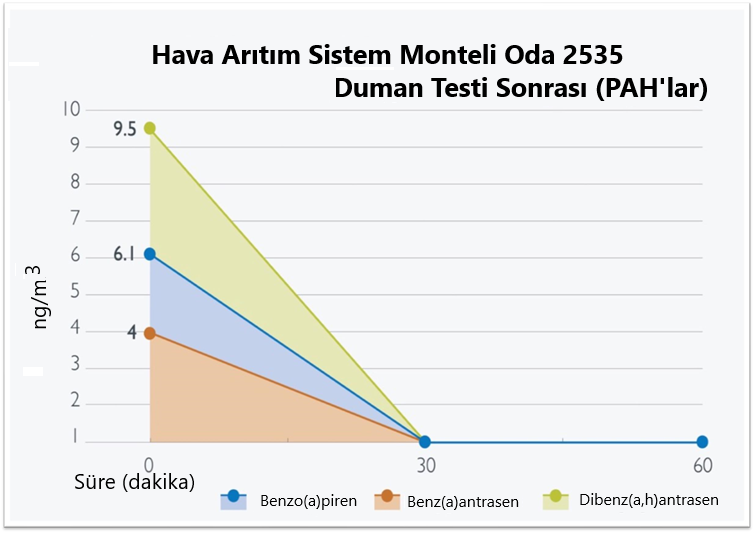 Hava Arıtım Sistem Monteli Oda 2535
Duman Testi Sonrası (PAH'lar)
10
9.5
9
8
7
6.1
6
5
4
4
3
2
1
ng/m 3
0
30
60
Süre (dakika)
Benzo(a)piren
Benz(a)antrasen
Dibenz(a,h)antrasen